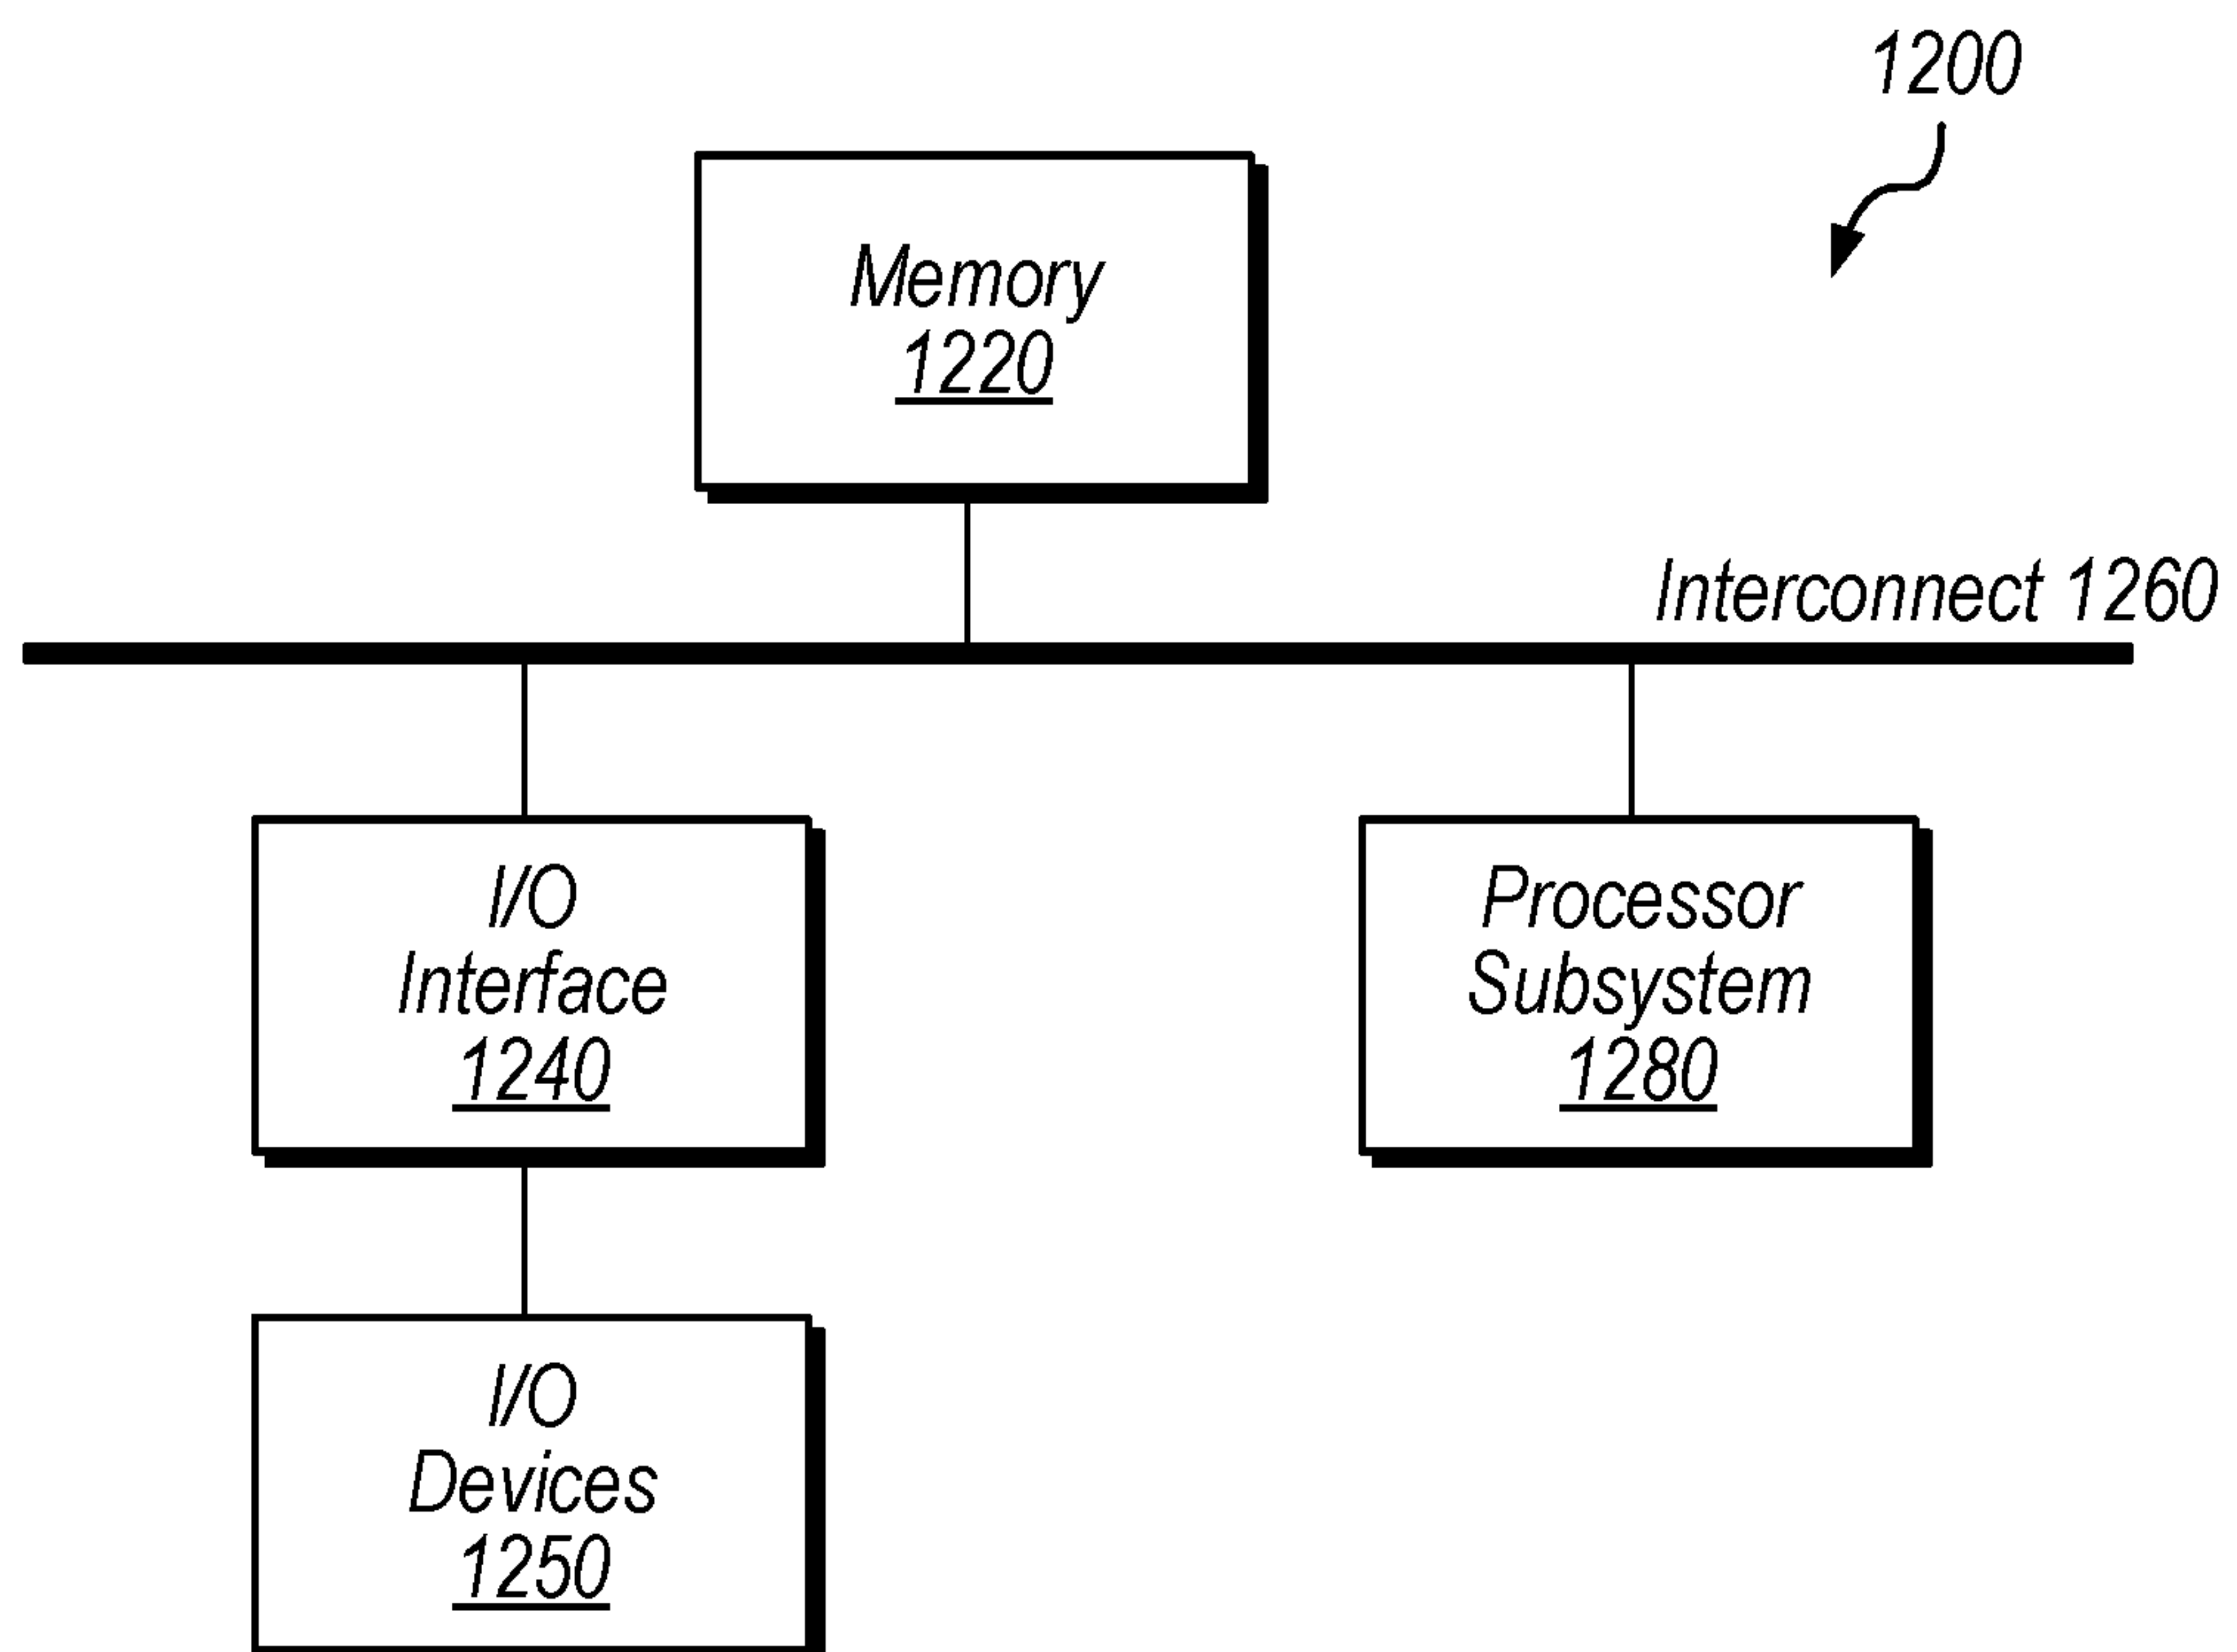 1200
Memory
1220
Interconnect 1260
I/O
Interface
1240
Processor
Subsystem
1280
I/O
Devices
1250